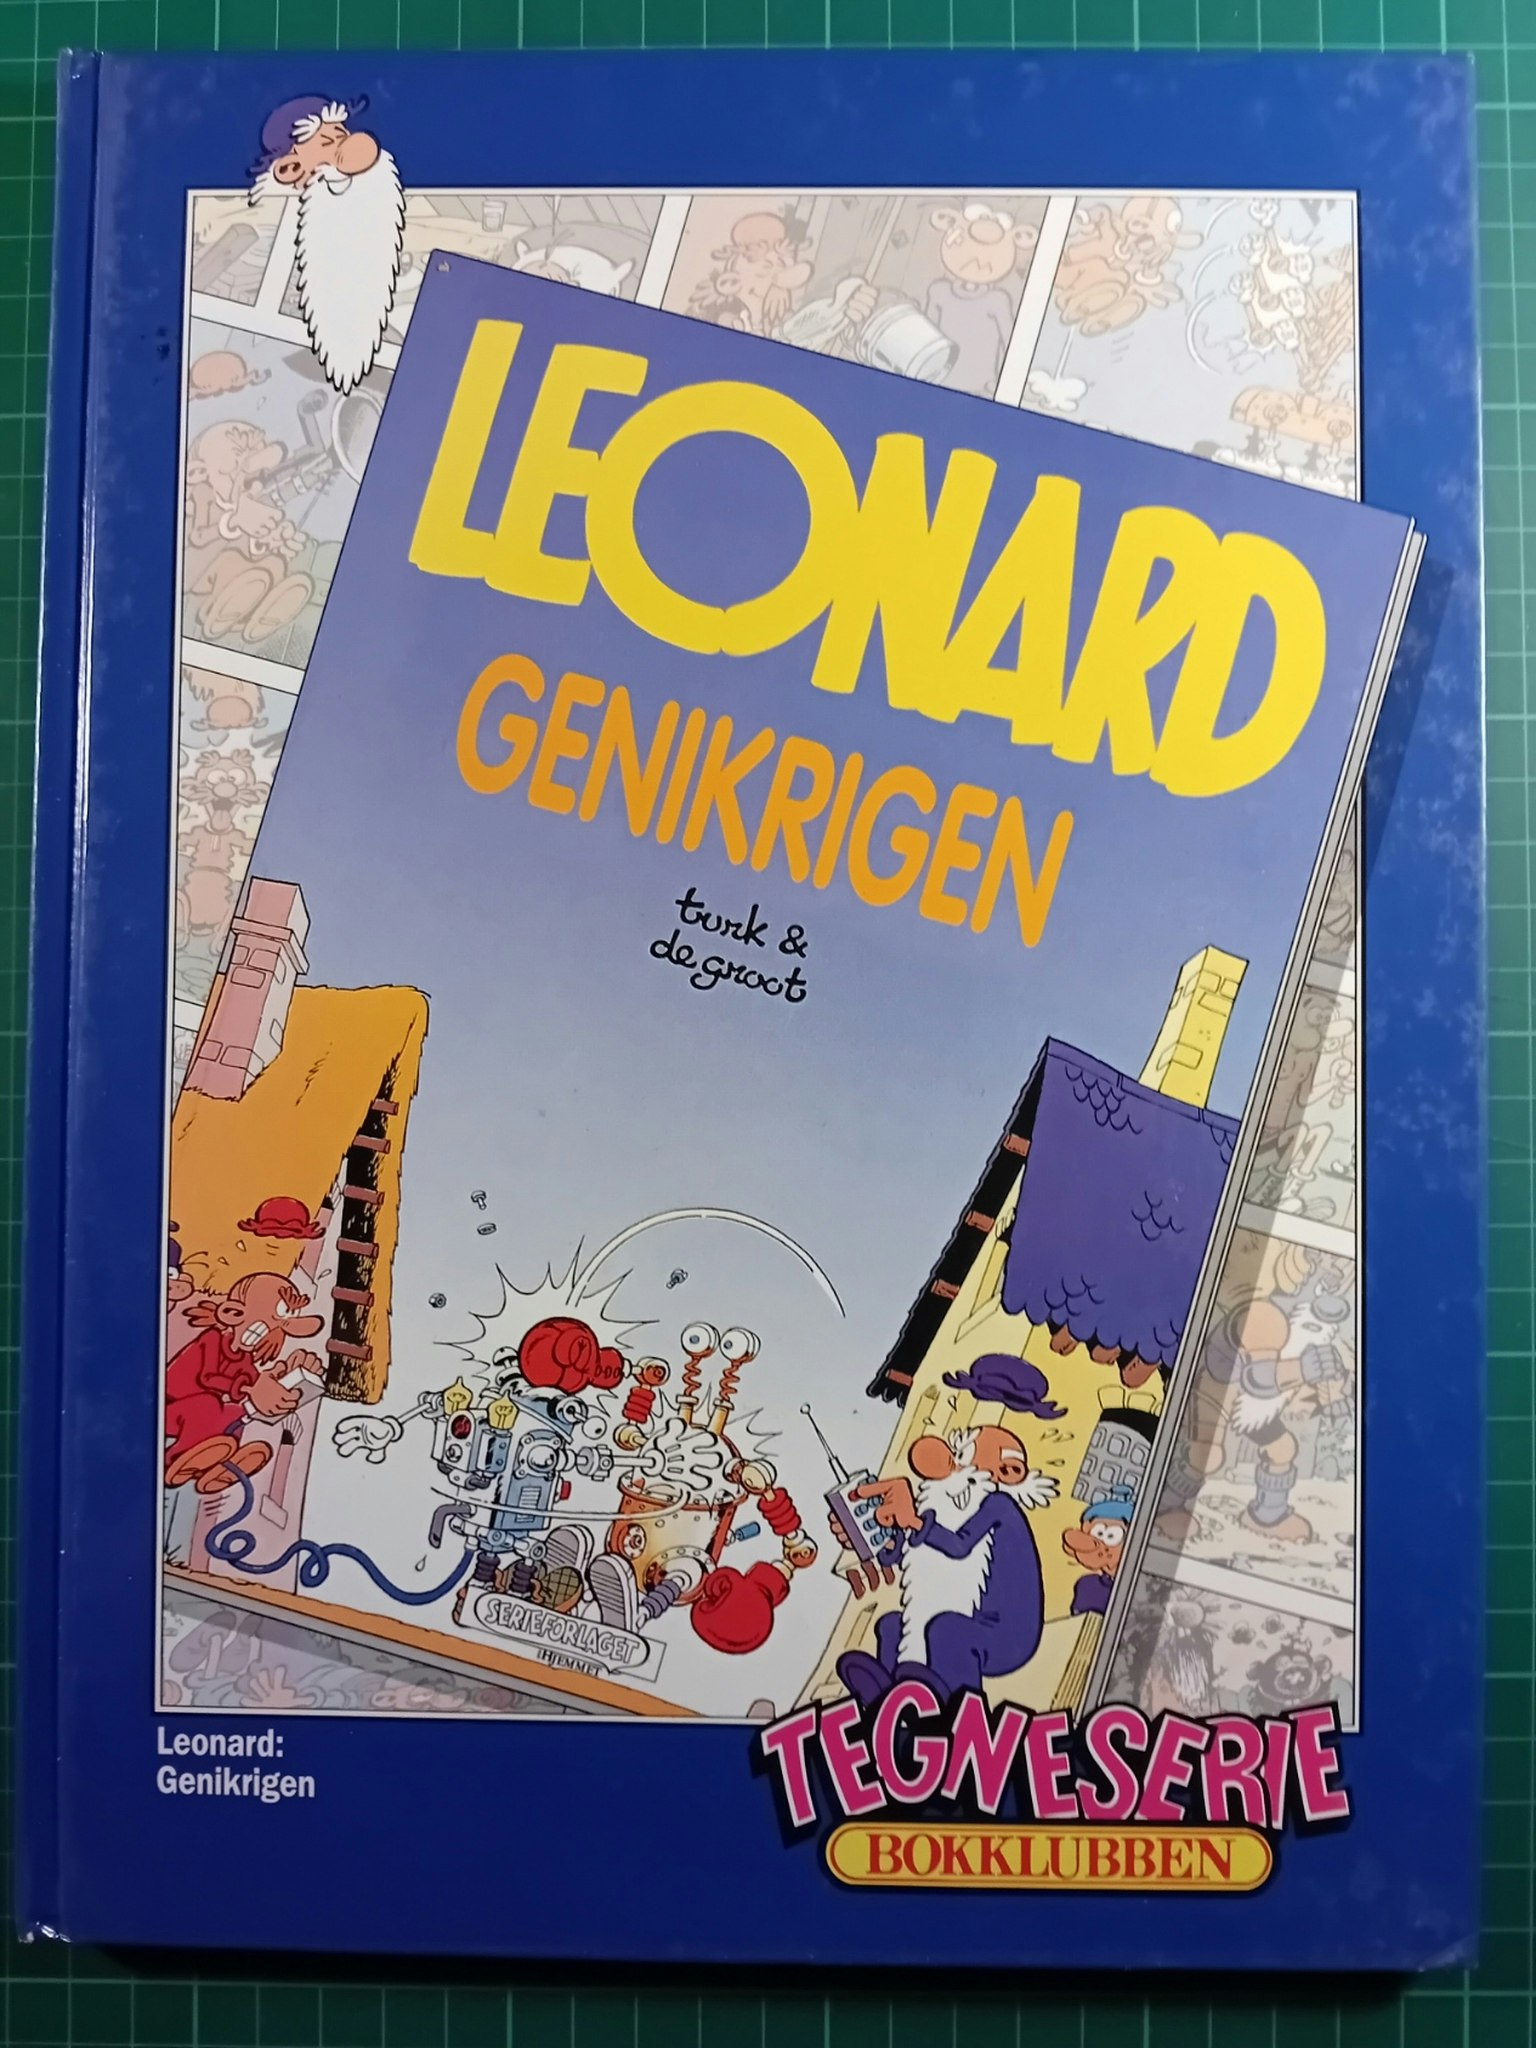 LEONARD
GENIKRIGEN
turk &
de groot
SERIEFORLAGET
HJEMMET
Leonard:
Genikrigen
TEGNESERIE
BOKKLUBBEN